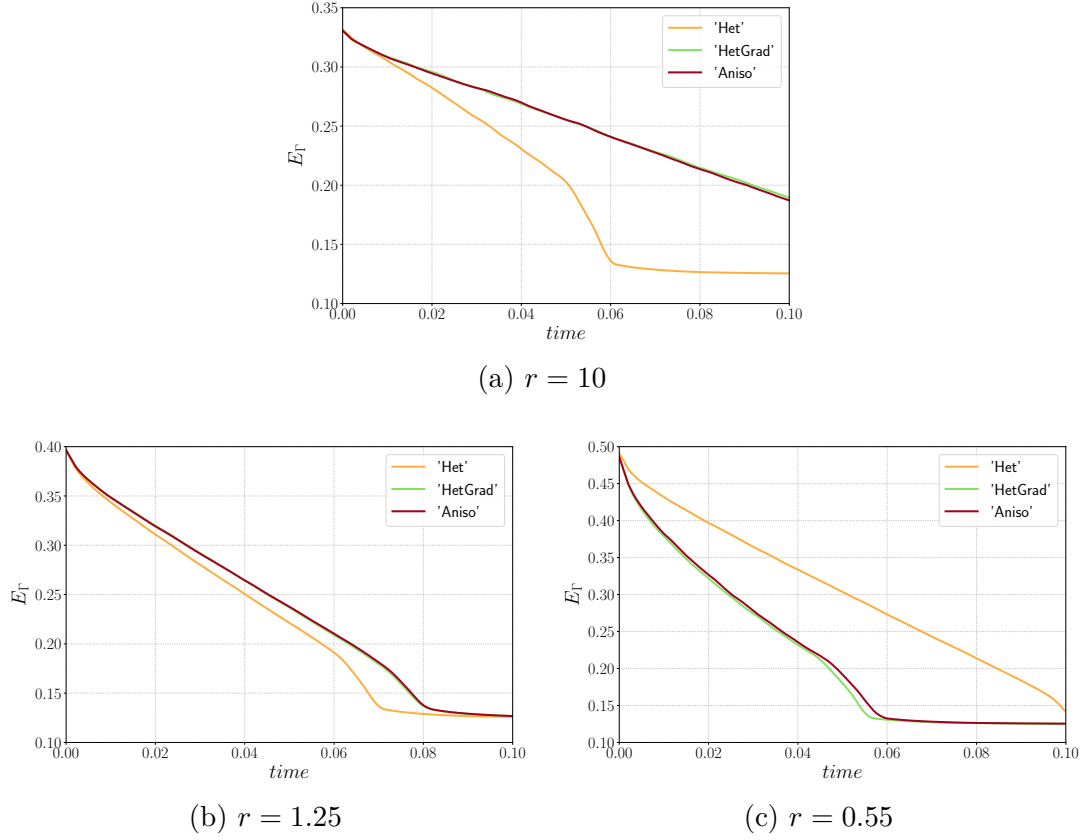 0.35
0.30
0.25
0.20
0.15
0.10
E_Γ
'Het'
'HetGrad'
'Aniso'
0.00 0.02 0.04 0.06 0.08 0.10
time
(a) r = 10
0.40
0.35
0.30
0.25
0.20
0.15
0.10
E_Γ
'Het'
'HetGrad'
'Aniso'
0.00 0.02 0.04 0.06 0.08 0.10
time
(b) r = 1.25
0.50
0.45
0.40
0.35
0.30
0.25
0.20
0.15
0.10
E_Γ
'Het'
'HetGrad'
'Aniso'
0.00 0.02 0.04 0.06 0.08 0.10
time
(c) r = 0.55